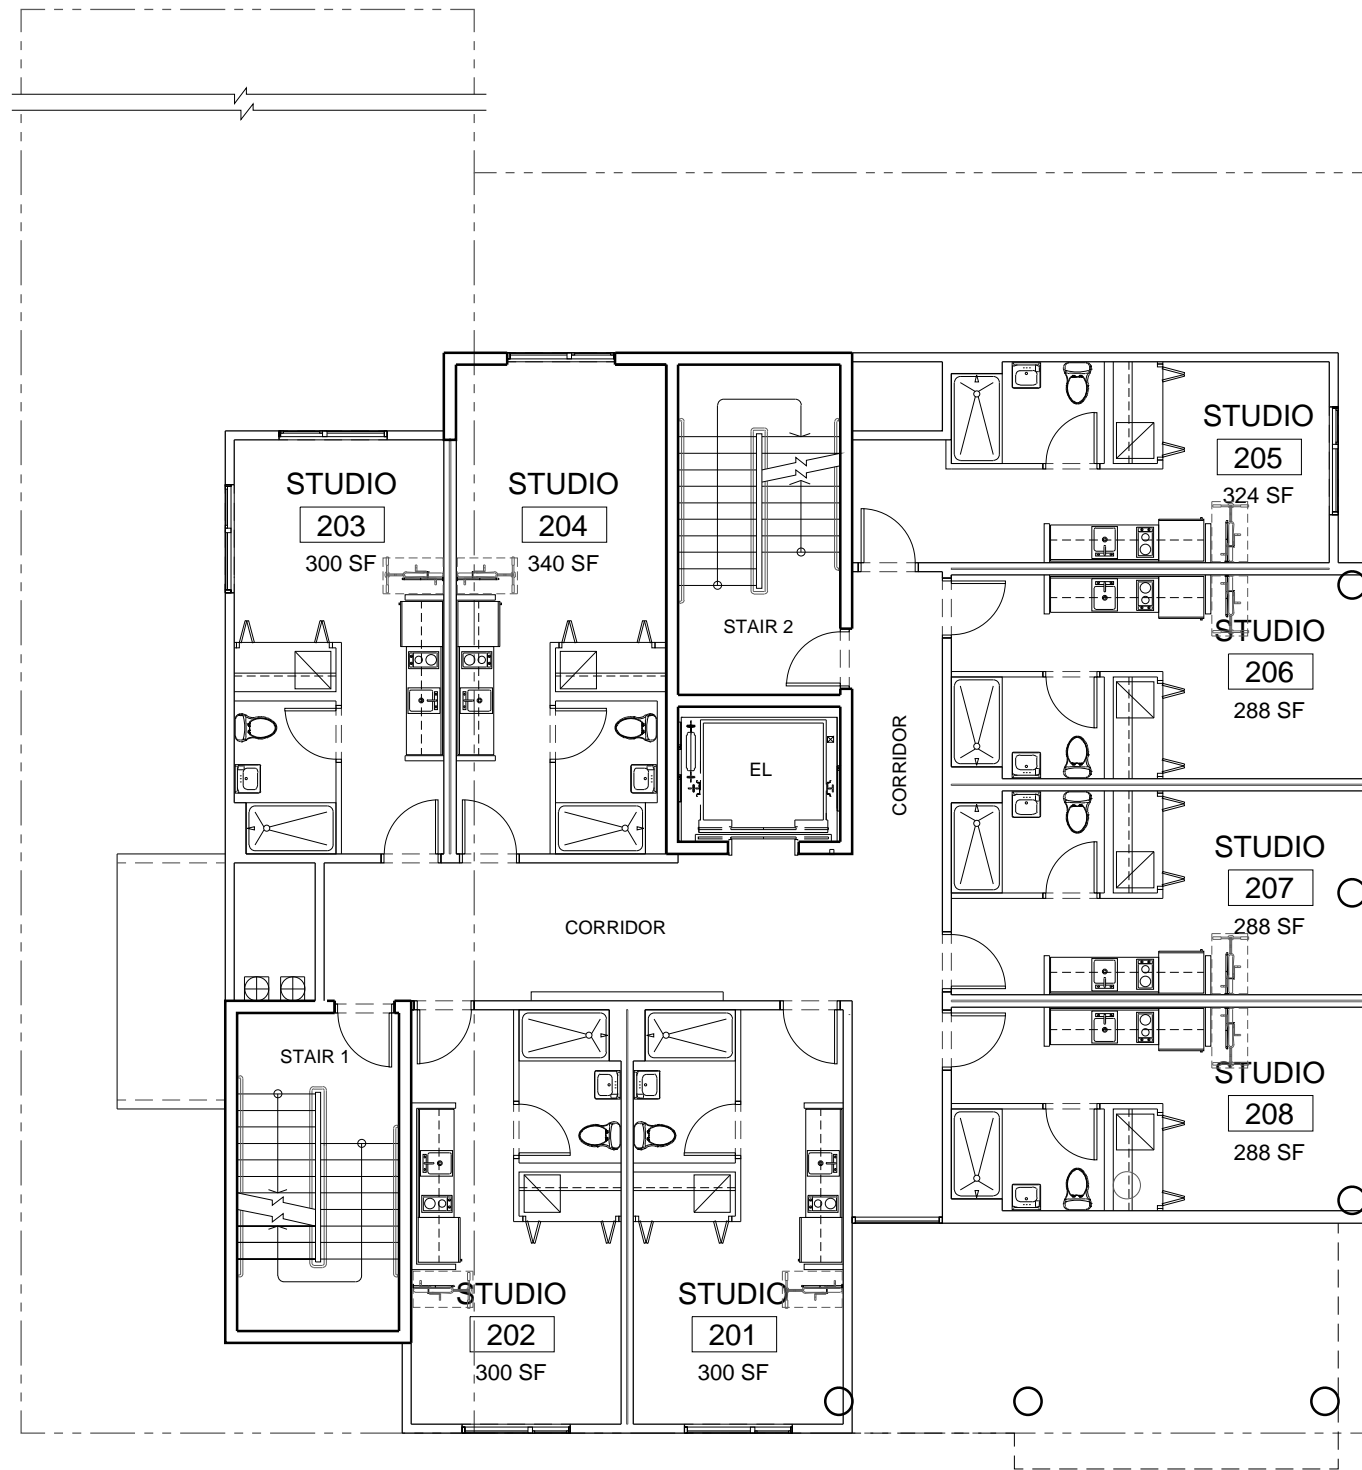 STUDIO
205
324 SF
STUDIO
203
300 SF
STUDIO
204
340 SF
STAIR 2
STUDIO
206
288 SF
EL
CORRIDOR
STUDIO
207
288 SF
CORRIDOR
STAIR 1
STUDIO
208
288 SF
STUDIO
202
300 SF
STUDIO
201
300 SF